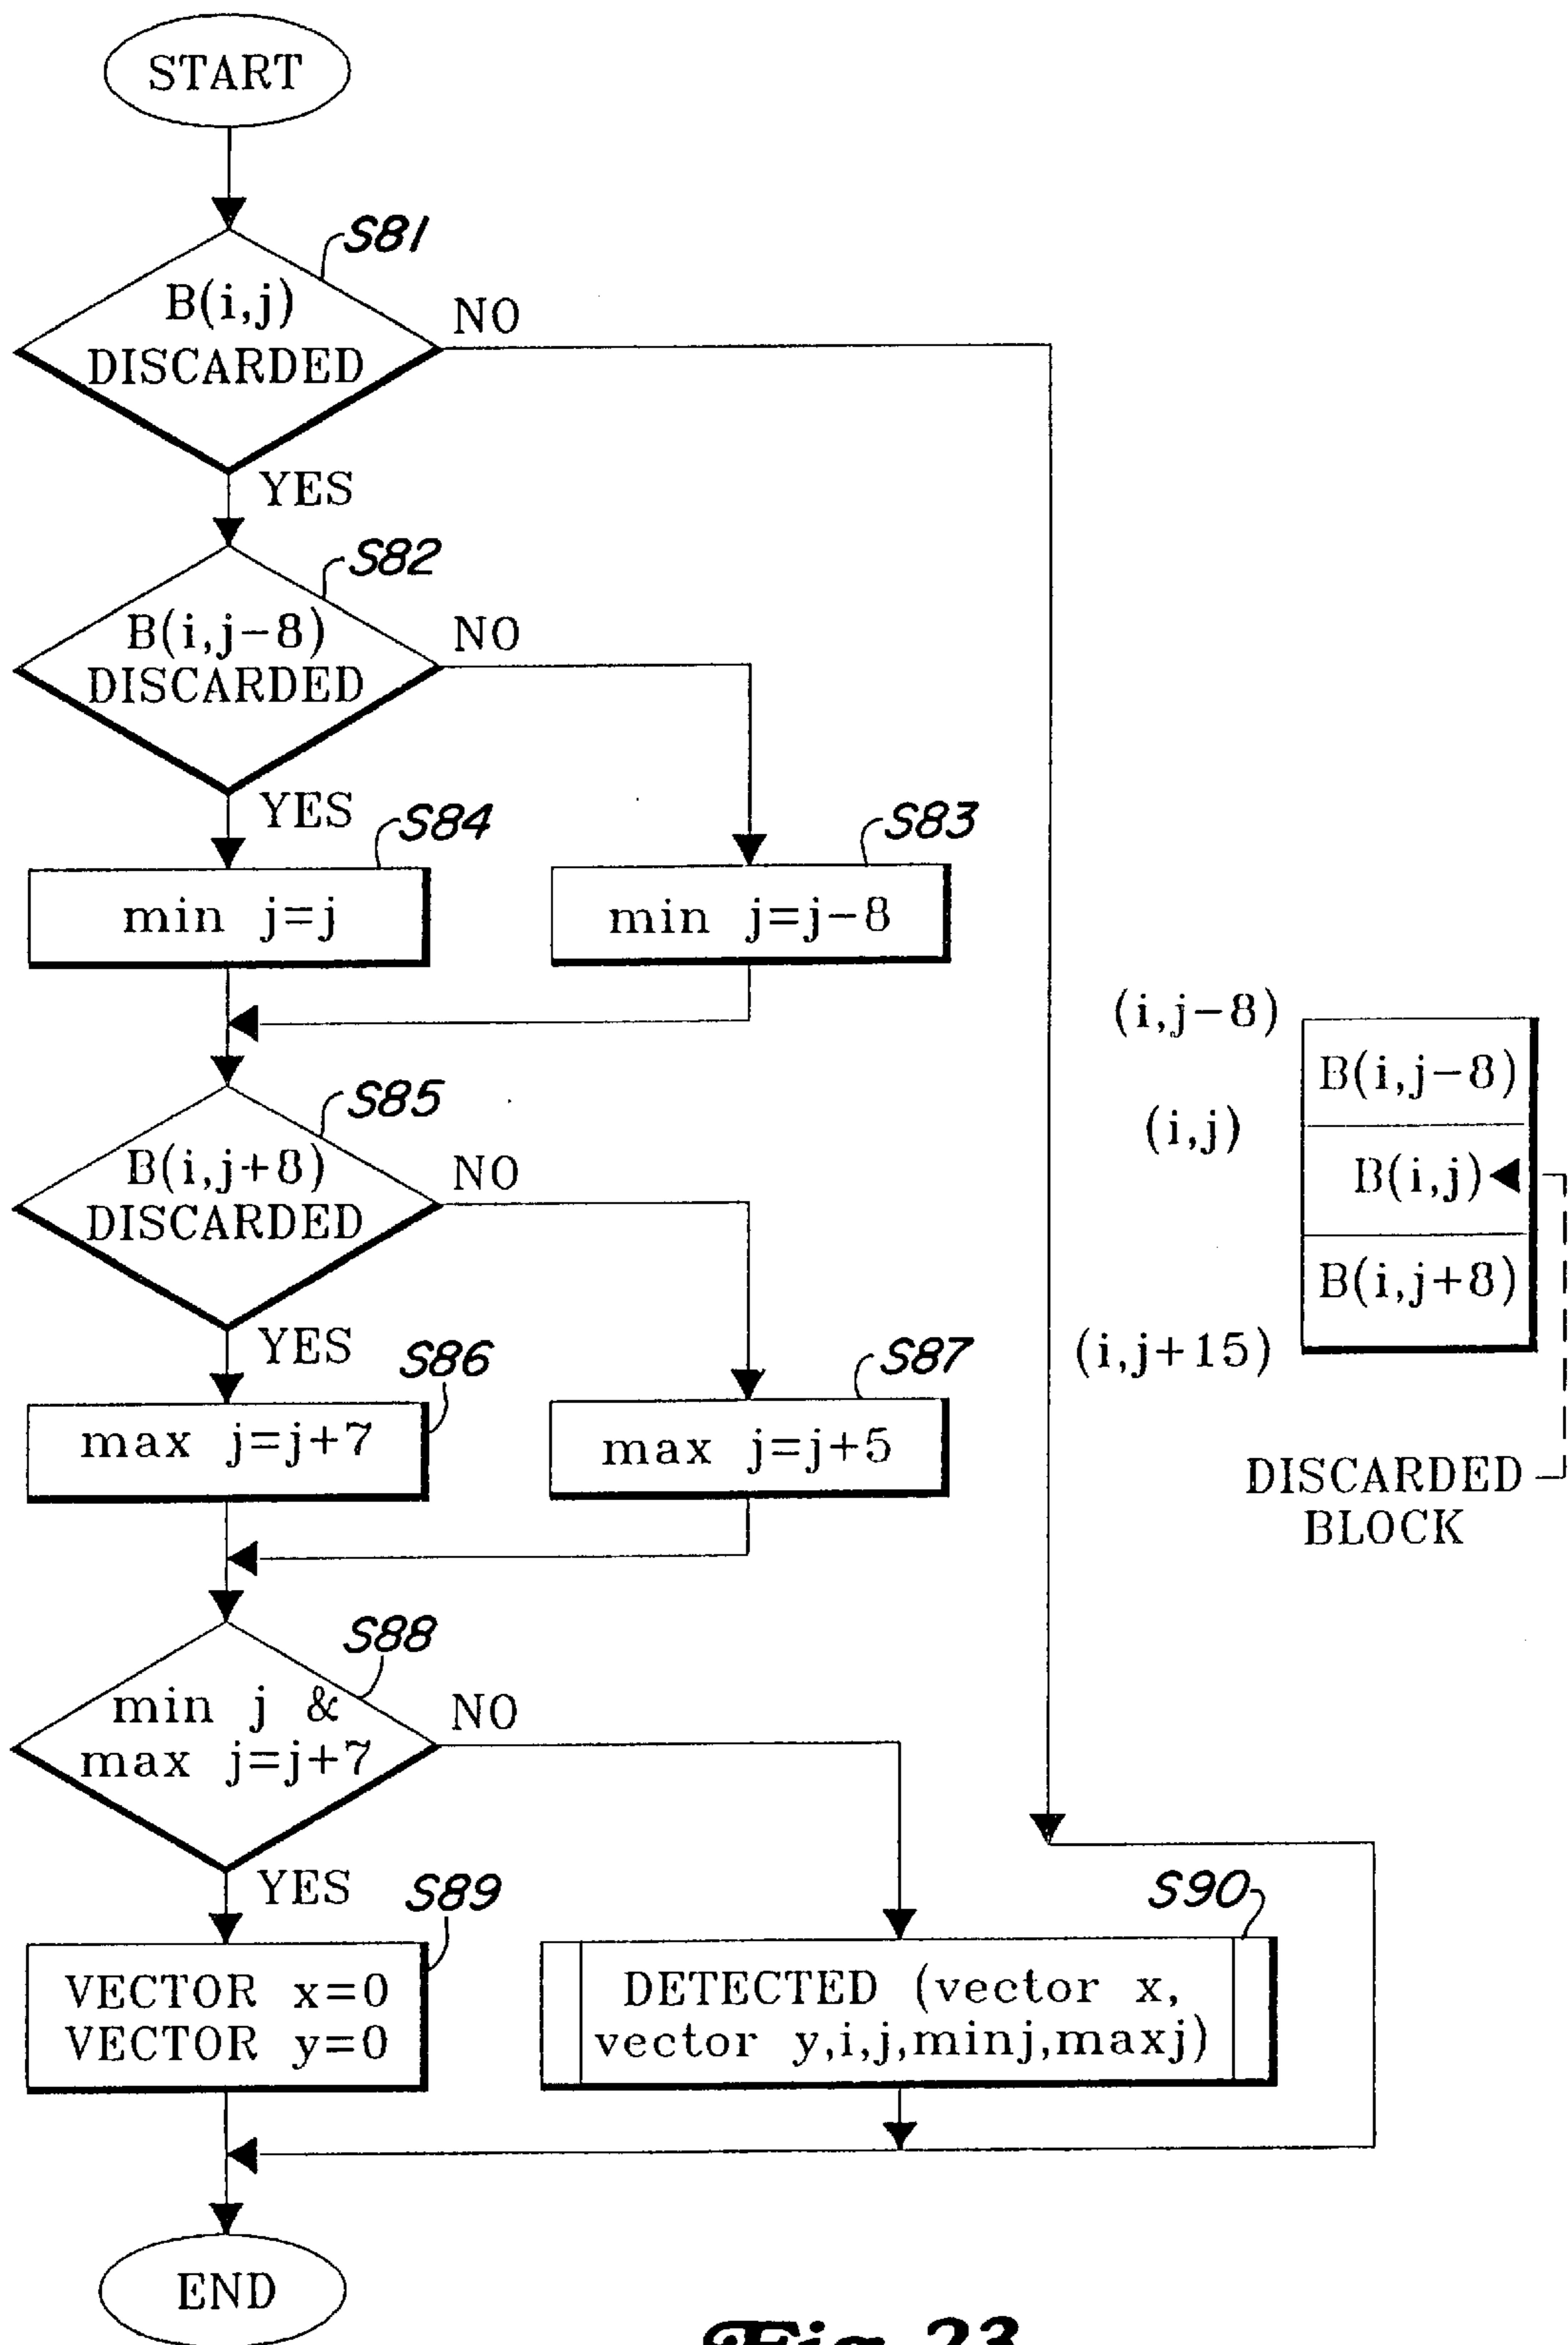 START
S81
B(i,j)
DISCARDED
NO
YES
S82
B(i,j-8)
DISCARDED
NO
YES
S84
min j=j
S83
min j=j-8
S85
B(i,j+8)
DISCARDED
NO
YES
S86
max j=j+7
S87
max j=j+5
(i,j-8)
B(i,j-8)
(i,j)
B(i,j)
B(i,j+8)
(i,j+15)
DISCARDED
BLOCK
S88
min j &
max j=j+7
NO
YES
S89
VECTOR x=0
VECTOR y=0
S90
DETECTED (vector x,
vector y,i,j,minj,maxj)
END
Fig. 23